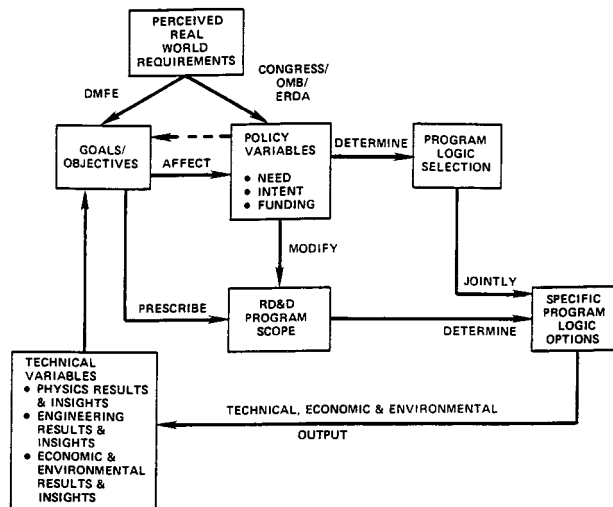 PERCEIVED
REAL
WORLD
REQUIREMENTS
DMFE
CONGRESS/
OMB/
ERDA
GOALS/
OBJECTIVES
AFFECT
POLICY
VARIABLES
● NEED
● INTENT
● FUNDING
DETERMINE
PROGRAM
LOGIC
SELECTION
MODIFY
JOINTLY
PRESCRIBE
RD&D
PROGRAM
SCOPE
DETERMINE
SPECIFIC
PROGRAM
LOGIC
OPTIONS
TECHNICAL
VARIABLES
● PHYSICS RESULTS
& INSIGHTS
● ENGINEERING
RESULTS &
INSIGHTS
● ECONOMIC &
ENVIRONMENTAL
RESULTS &
INSIGHTS
TECHNICAL, ECONOMIC & ENVIRONMENTAL
OUTPUT